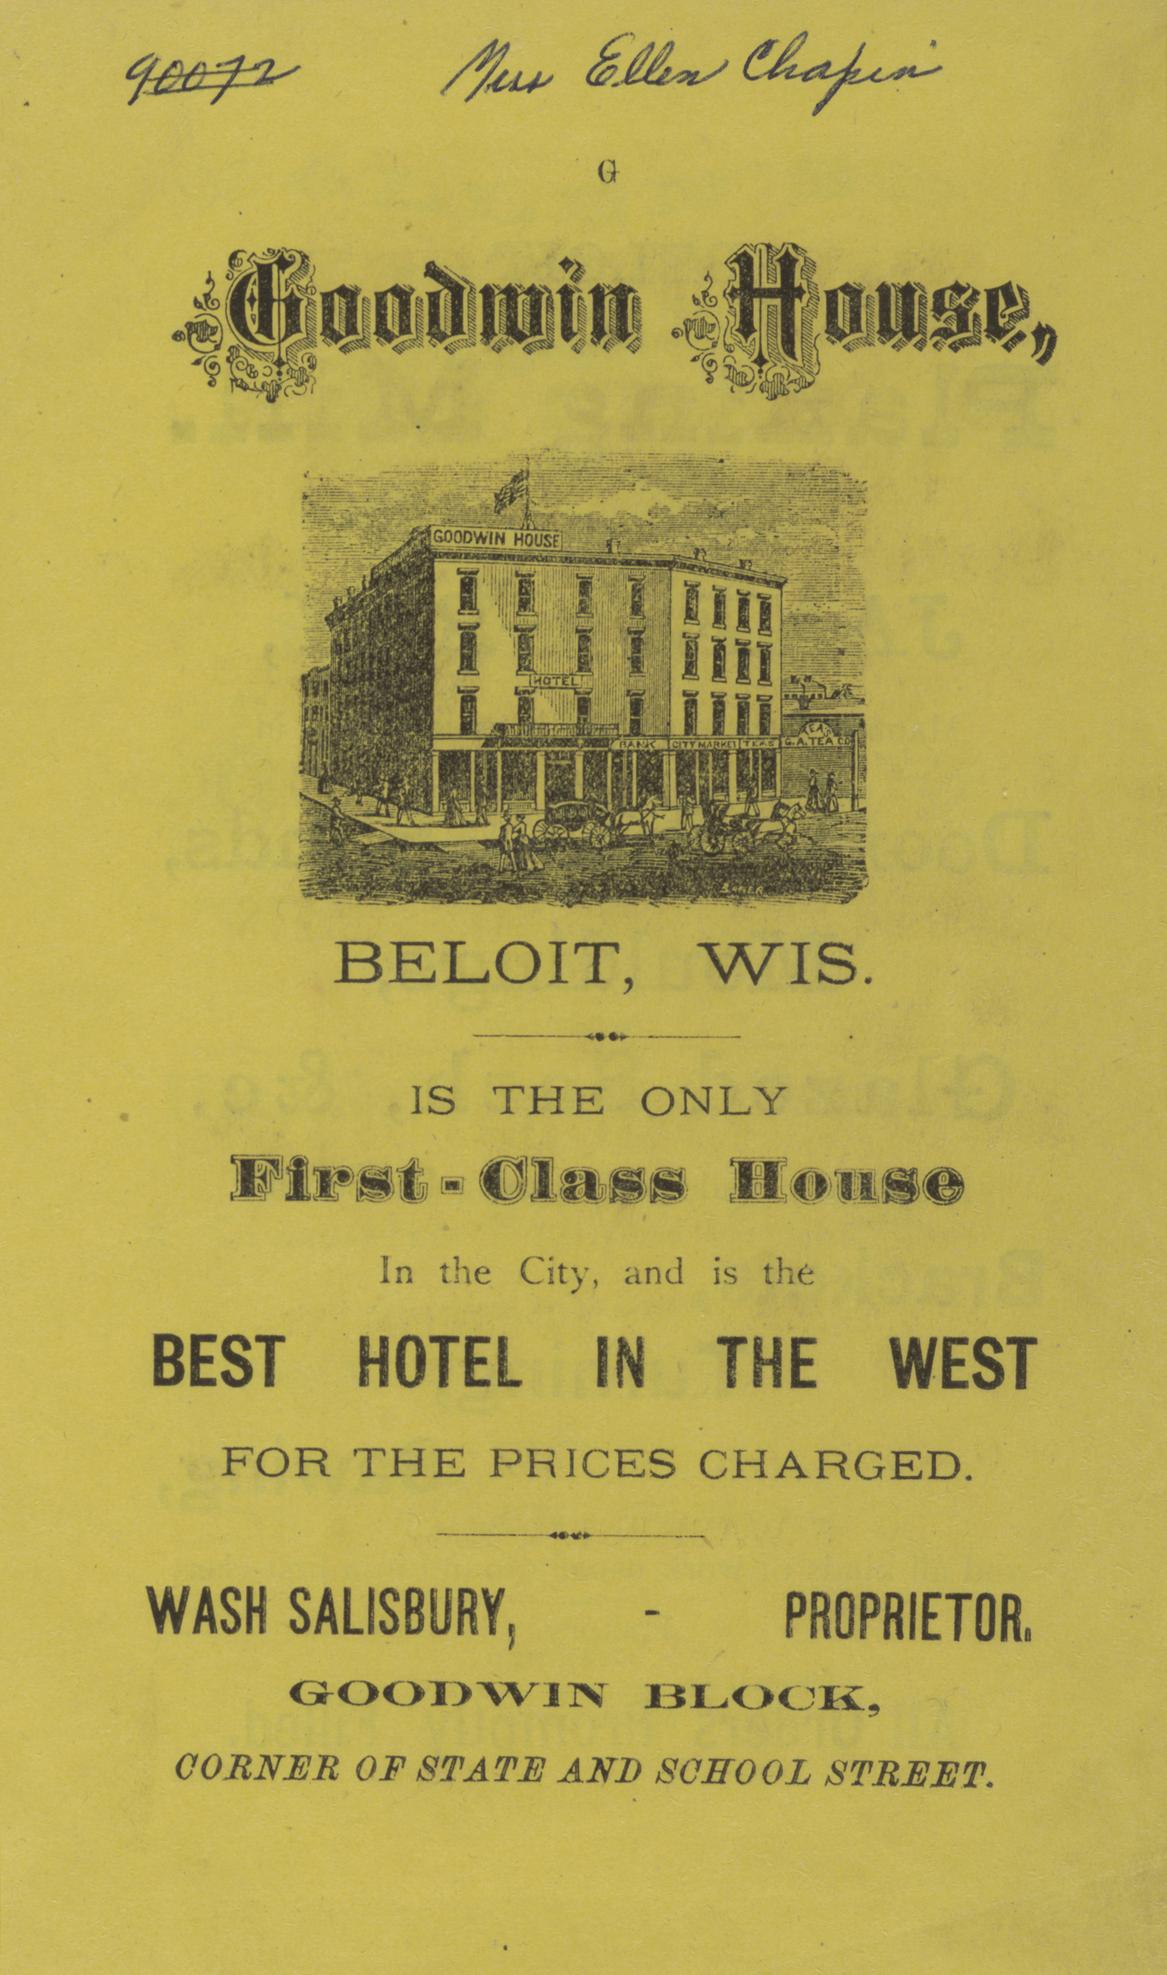 90072 Miss Ellen Chapin
G
Goodwin House,
GOODWIN HOUSE
HOTEL
BANK CITY MARKET TEAS
TEAS
G.A. TEA CO
BELOIT, WIS.
IS THE ONLY
First-Class House
In the City, and is the
BEST HOTEL IN THE WEST
FOR THE PRICES CHARGED.
WASH SALISBURY, - PROPRIETOR.
GOODWIN BLOCK,
CORNER OF STATE AND SCHOOL STREET.